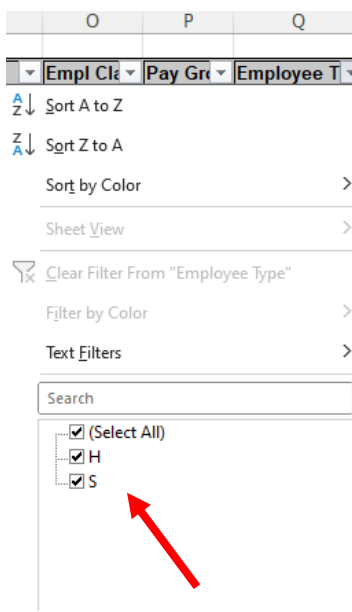 O P Q
Empl Cla Pay Gro Employee T
Sort A to Z
Sort Z to A
Sort by Color
Sheet View
Clear Filter From "Employee Type"
Filter by Color
Text Filters
Search
(Select All)
H
S